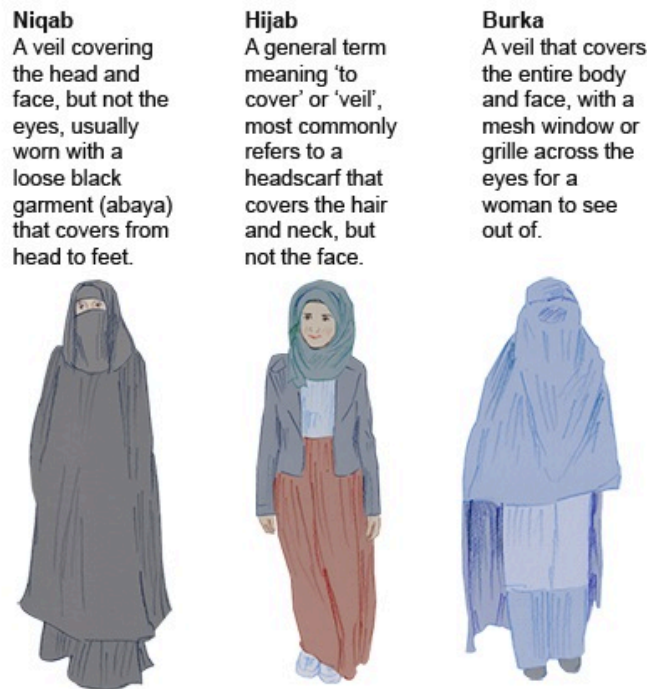 Niqab
A veil covering
the head and
face, but not the
eyes, usually
worn with a
loose black
garment (abaya)
that covers from
head to feet.
Hijab
A general term
meaning ‘to
cover’ or ‘veil’,
most commonly
refers to a
headscarf that
covers the hair
and neck, but
not the face.
Burka
A veil that covers
the entire body
and face, with a
mesh window or
grille across the
eyes for a
woman to see
out of.